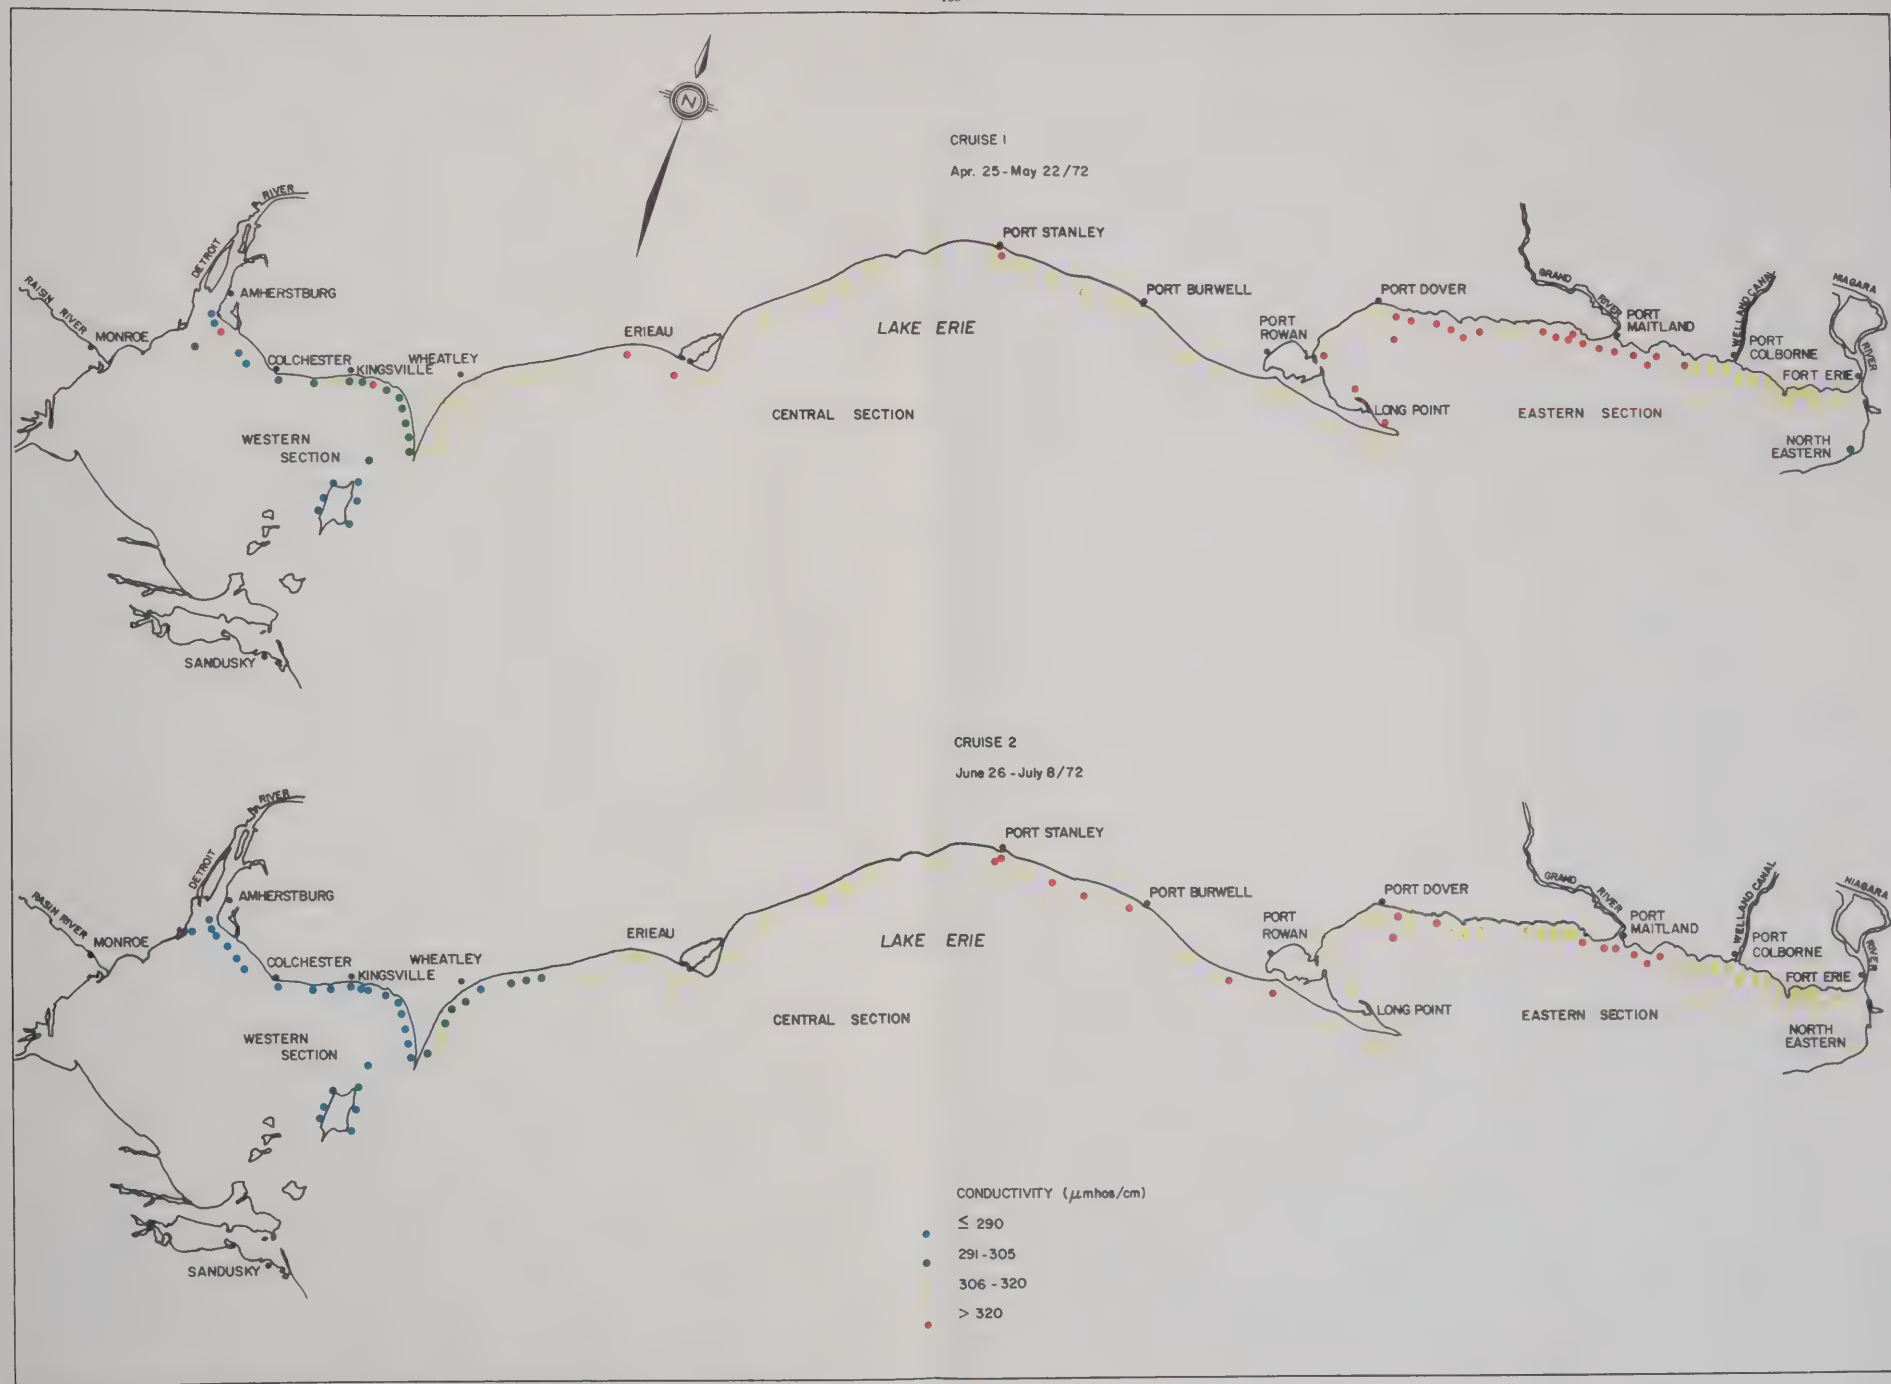 N
CRUISE 1
Apr. 25 - May 22/72
RIVER
DETROIT
RAISIN RIVER
MONROE
AMHERSTBURG
COLCHESTER
KINGSVILLE
WHEATLEY
ERIEAU
PORT STANLEY
LAKE ERIE
PORT BURWELL
PORT
ROWAN
PORT DOVER
LONG POINT
GRAND
RIVER
PORT
MAITLAND
WELLAND CANAL
PORT
COLBORNE
NIAGARA
RIVER
FORT ERIE
WESTERN
SECTION
CENTRAL SECTION
EASTERN SECTION
NORTH
EASTERN
SANDUSKY
CRUISE 2
June 26 - July 8/72
RIVER
DETROIT
RASIN RIVER
MONROE
AMHERSTBURG
COLCHESTER
KINGSVILLE
WHEATLEY
ERIEAU
PORT STANLEY
LAKE ERIE
PORT BURWELL
PORT
ROWAN
PORT DOVER
LONG POINT
GRAND
RIVER
PORT
MAITLAND
WELLAND CANAL
PORT
COLBORNE
NIAGARA
RIVER
FORT ERIE
WESTERN
SECTION
CENTRAL SECTION
EASTERN SECTION
NORTH
EASTERN
SANDUSKY
CONDUCTIVITY (μmhos/cm)
≤ 290
291-305
306 - 320
> 320